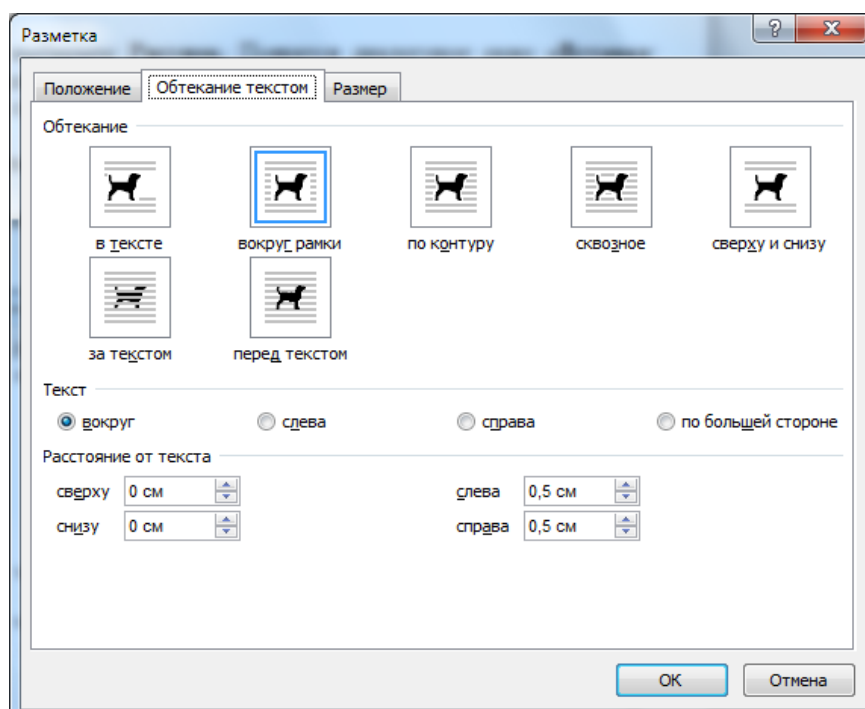 Разметка
Положение Обтекание текстом Размер
Обтекание
в тексте вокруг рамки по контуру сквозное сверху и снизу
за текстом перед текстом
Текст
вокруг слева справа по большей стороне
Расстояние от текста
сверху 0 см слева 0,5 см
снизу 0 см справа 0,5 см
ОК Отмена